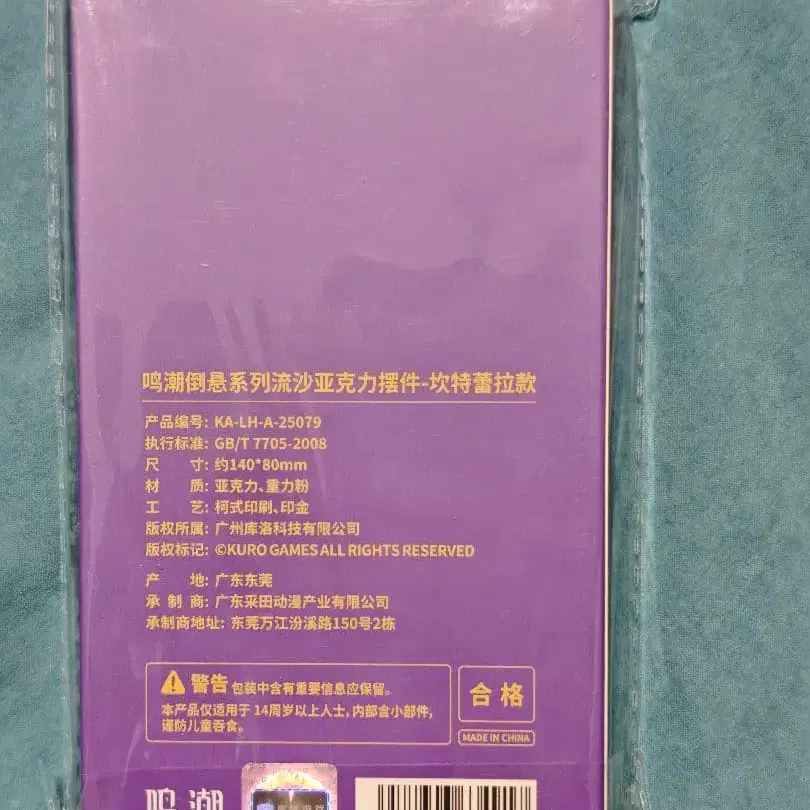 鸣潮倒悬系列流沙亚克力摆件-坎特蕾拉款
产品编号: KA-LH-A-25079
执行标准: GB/T 7705-2008
尺 寸: 约140*80mm
材 质: 亚克力、重力粉
工 艺: 柯式印刷、印金
版权所属: 广州库洛科技有限公司
版权标记: ©KURO GAMES ALL RIGHTS RESERVED
产 地: 广东东莞
承 制 商: 广东采田动漫产业有限公司
承制商地址: 东莞万江汾溪路150号2栋
警告 包装中含有重要信息应保留。
本产品仅适用于 14周岁以上人士, 内部含小部件,
谨防儿童吞食。
合格
MADE IN CHINA
鸣潮